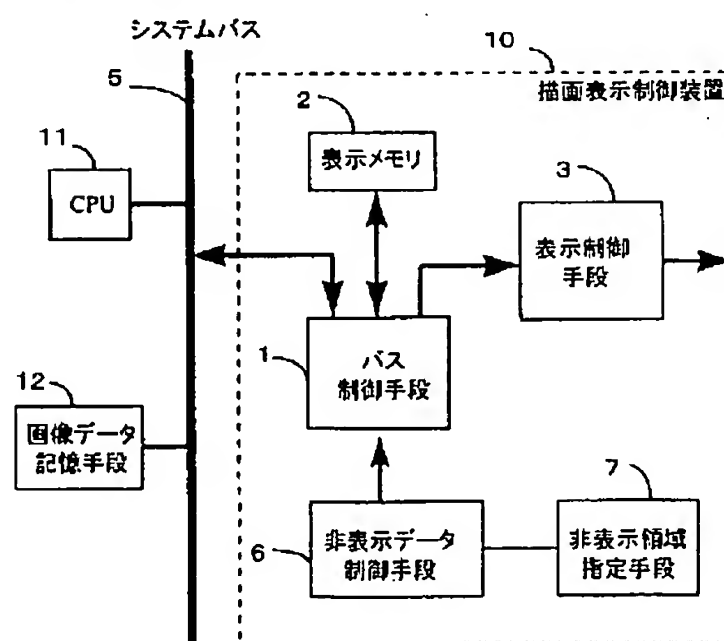 システムバス
10
5
描画表示制御装置
2
11
表示メモリ
3
CPU
表示制御
手段
1
バス
制御手段
12
画像データ
記憶手段
7
非表示データ
制御手段
6
非表示領域
指定手段